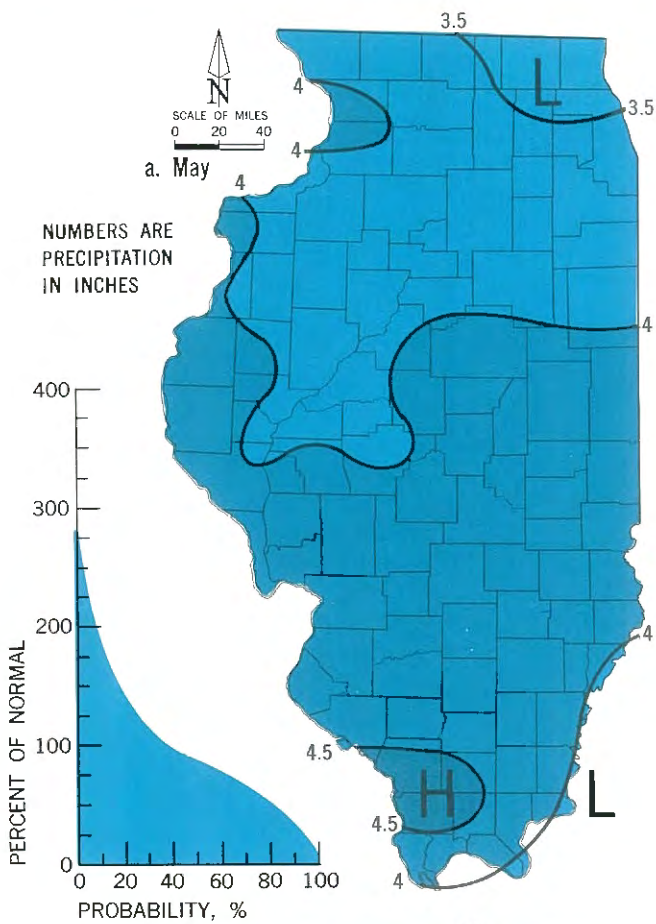 3.5
N
SCALE OF MILES
0 20 40
a. May
L
3.5
4
4
4
NUMBERS ARE
PRECIPITATION
IN INCHES
4
4
4.5
H
4.5
L
4
400
300
200
100
0
PERCENT OF NORMAL
0 20 40 60 80 100
PROBABILITY, %